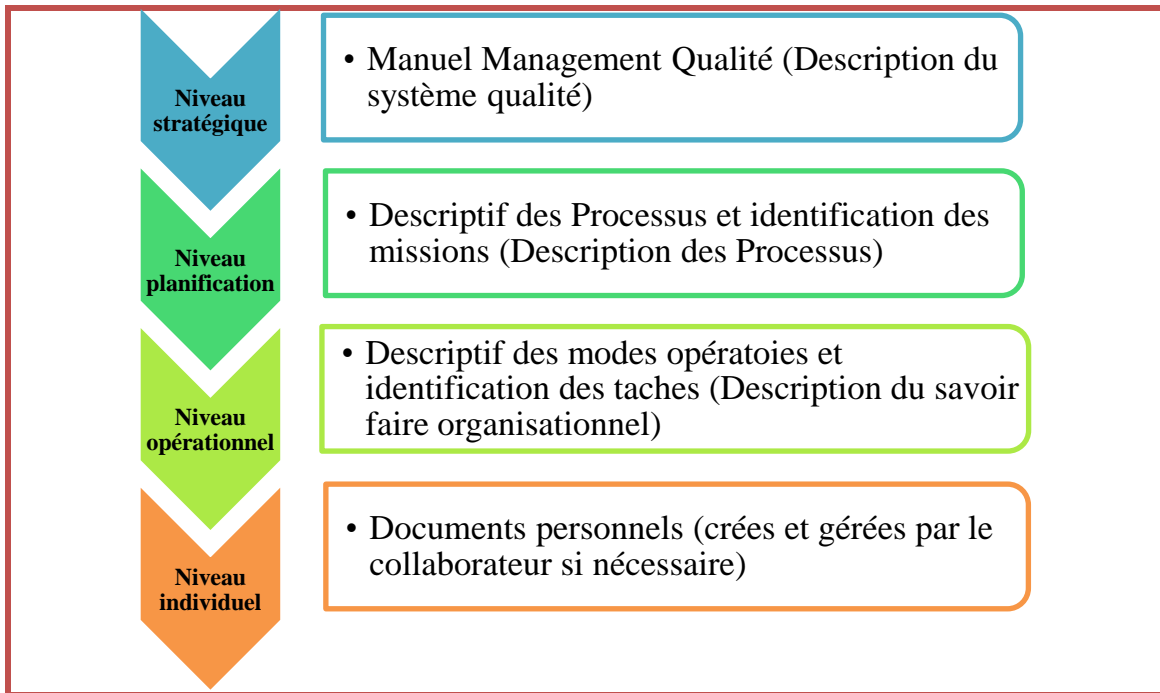 Niveau
stratégique
• Manuel Management Qualité (Description du
système qualité)
Niveau
planification
• Descriptif des Processus et identification des
missions (Description des Processus)
Niveau
opérationnel
• Descriptif des modes opératoies et
identification des taches (Description du savoir
faire organisationnel)
Niveau
individuel
• Documents personnels (crées et gérées par le
collaborateur si nécessaire)